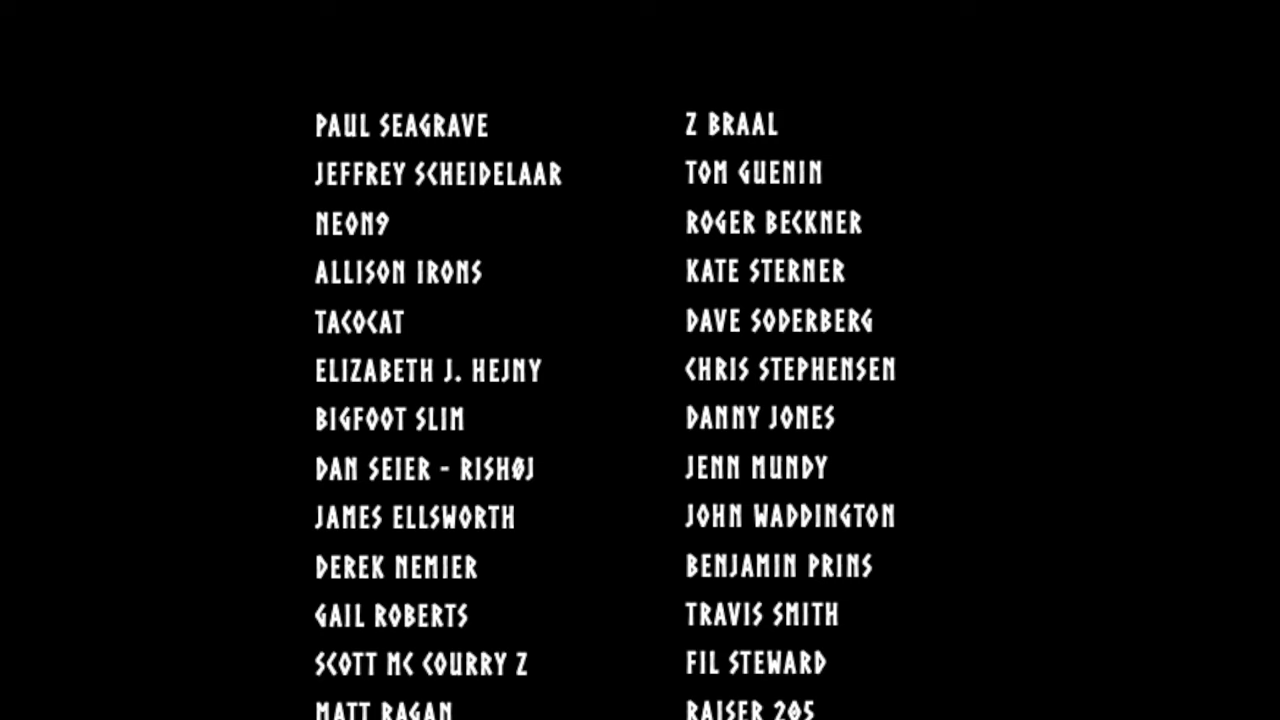 PAUL SEAGRAVE
JEFFREY SCHEIDELAAR
NEON9
ALLISON IRONS
TACOCAT
ELIZABETH J. HEJNY
BIGFOOT SLIM
DAN SEIER - RISHØJ
JAMES ELLSWORTH
DEREK NEMIER
GAIL ROBERTS
SCOTT MC COURRY Z
MATT RAGAN
Z BRAAL
TOM GUENIN
ROGER BECKNER
KATE STERNER
DAVE SODERBERG
CHRIS STEPHENSEN
DANNY JONES
JENN MUNDY
JOHN WADDINGTON
BENJAMIN PRINS
TRAVIS SMITH
FIL STEWARD
RAISER 205